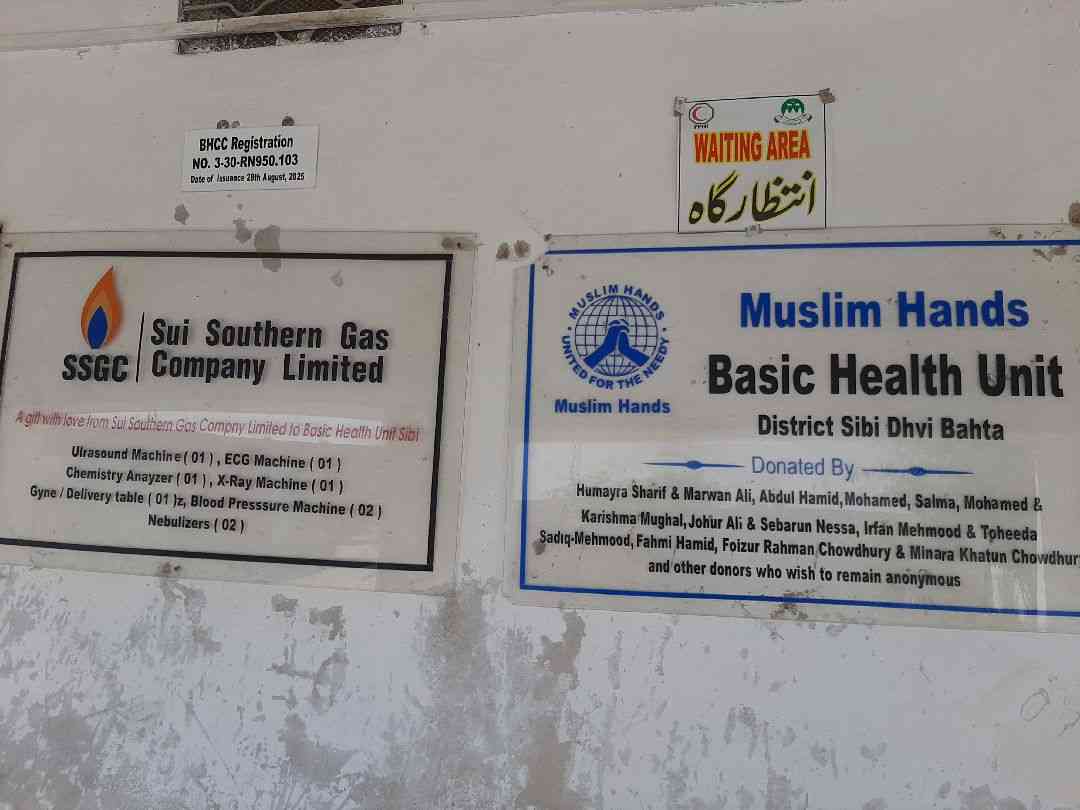 BHCC Registration
NO. 3-30-RN950.103
Date of Issuance 28th August, 2025
WAITING AREA
انتظار گاہ
SSGC
Sui Southern Gas
Company Limited
A gift with love from Sui Southern Gas Compny Limited to Basic Health Unit Sibi
Ulrasound Machine ( 01 ) , ECG Machine ( 01 )
Chemistry Anayzer ( 01 ) , X-Ray Machine ( 01 )
Gyne / Delivery table ( 01 )z, Blood Presssure Machine ( 02 )
Nebulizers ( 02 )
MUSLIM HANDS
UNITED FOR THE NEEDY
Muslim Hands
Muslim Hands
Basic Health Unit
District Sibi Dhvi Bahta
Donated By
Humayra Sharif & Marwan Ali, Abdul Hamid, Mohamed, Salma, Mohamed &
Karishma Mughal, Johur Ali & Sebarun Nessa, Irfan Mehmood & Toheeda
Sadiq-Mehmood, Fahmi Hamid, Foizur Rahman Chowdhury & Minara Khatun Chowdhury
and other donors who wish to remain anonymous